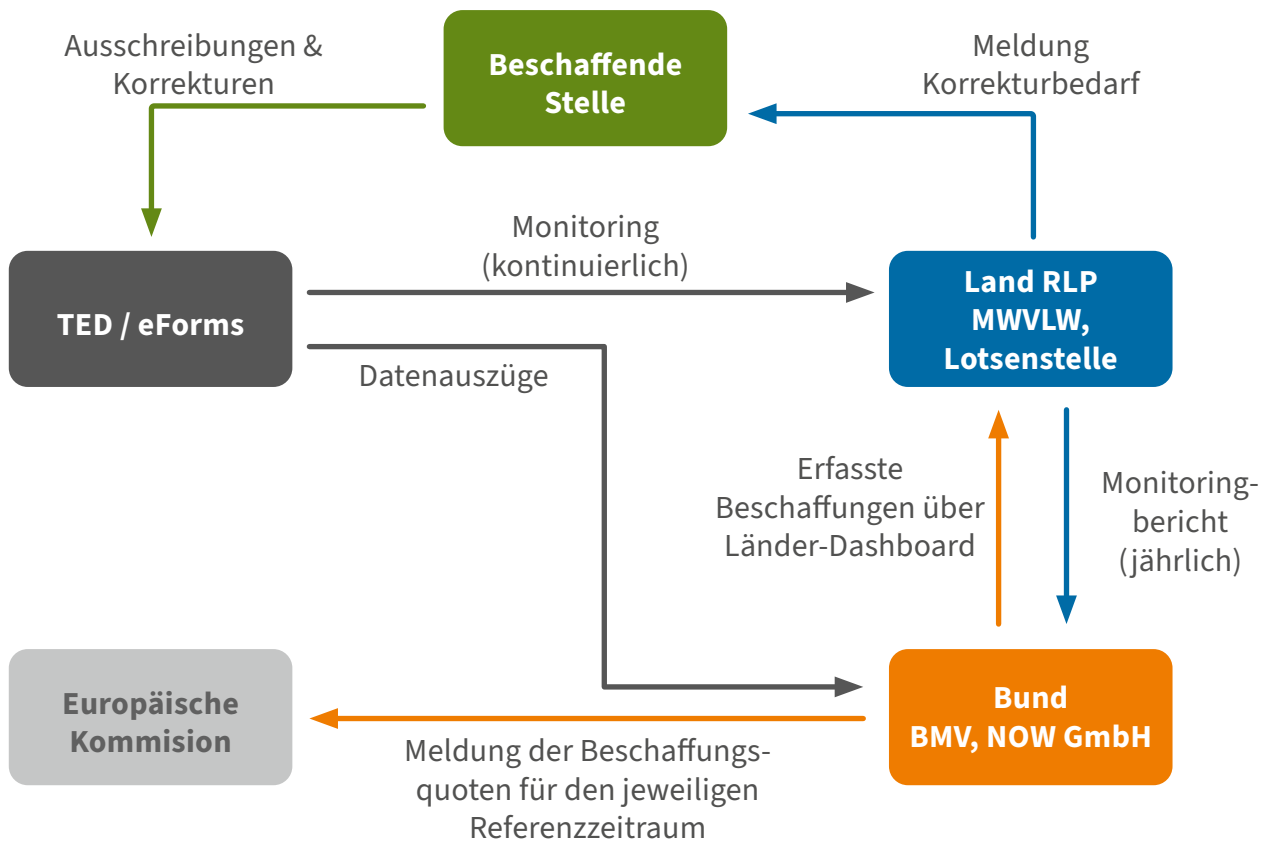 Ausschreibungen &
Korrekturen
Beschaffende
Stelle
Meldung
Korrekturbedarf
TED / eForms
Monitoring
(kontinuierlich)
Land RLP
MWVLW,
Lotsenstelle
Datenauszüge
Erfasste
Beschaffungen über
Länder-Dashboard
Monitoring-
bericht
(jährlich)
Europäische
Kommision
Meldung der Beschaffungs-
quoten für den jeweiligen
Referenzzeitraum
Bund
BMV, NOW GmbH